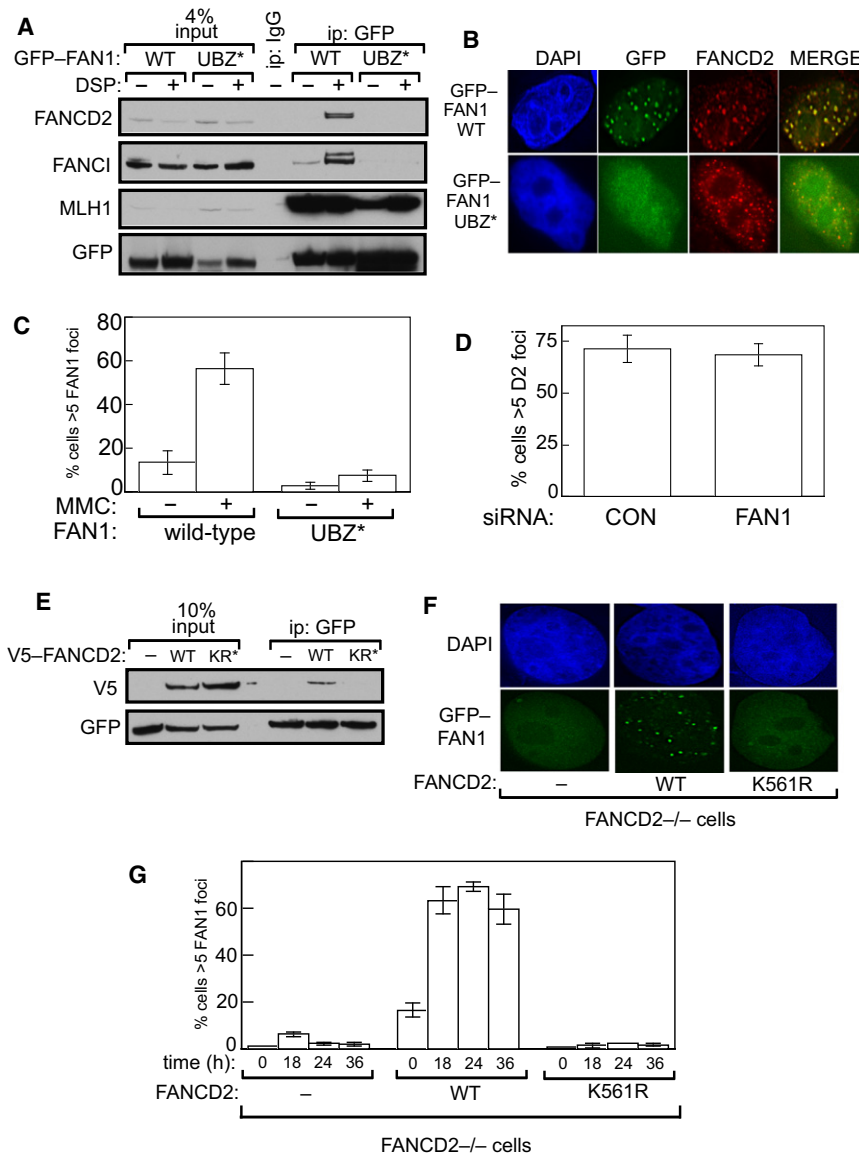 A
4%
input
ip: IgG
ip: GFP
GFP–FAN1: WT UBZ* WT UBZ*
DSP: – + – + – – + – +
FANCD2
FANCI
MLH1
GFP
B
DAPI GFP FANCD2 MERGE
GFP–
FAN1
WT
GFP–
FAN1
UBZ*
C
% cells >5 FAN1 foci
80
60
40
20
0
MMC: – + – +
FAN1: wild-type UBZ*
D
% cells >5 D2 foci
75
50
25
0
siRNA: CON FAN1
E
10%
input
ip: GFP
V5–FANCD2: – WT KR* – WT KR*
V5
GFP
F
DAPI
GFP–
FAN1
FANCD2: – WT K561R
FANCD2–/– cells
G
% cells >5 FAN1 foci
60
40
20
0
time (h): 0 18 24 36 0 18 24 36 0 18 24 36
FANCD2: – WT K561R
FANCD2–/– cells